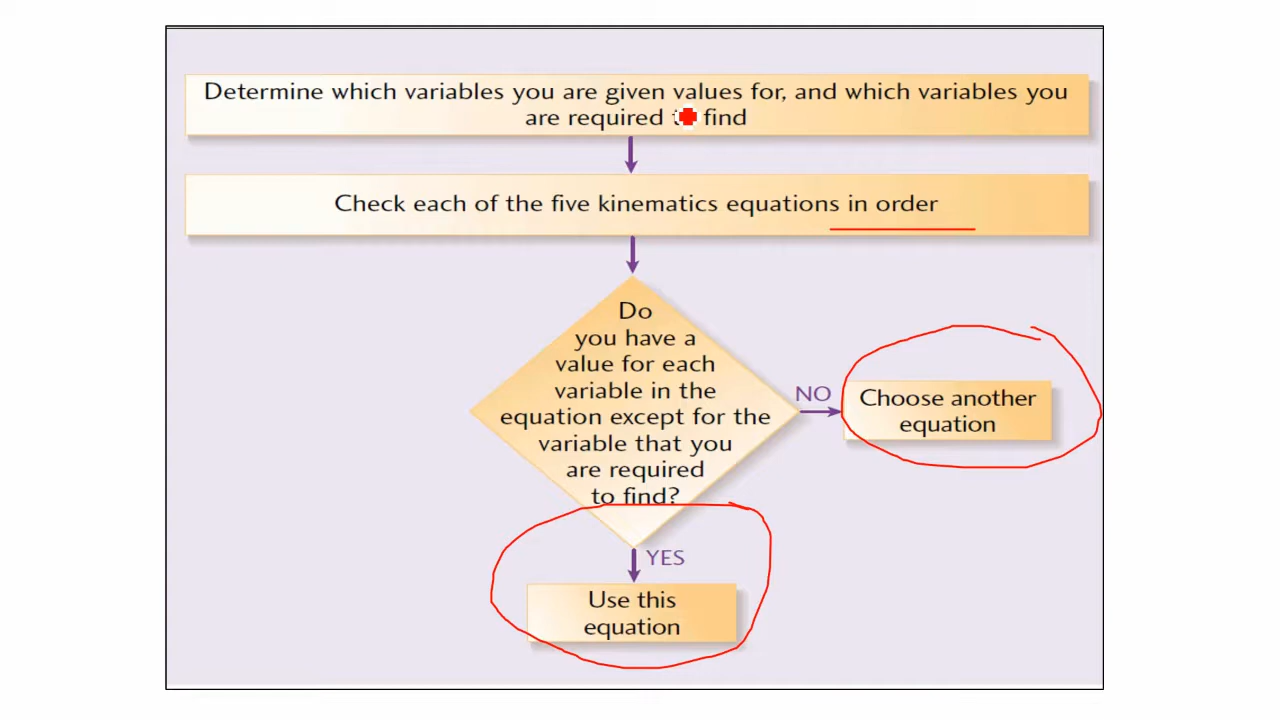 Determine which variables you are given values for, and which variables you
are required to find
Check each of the five kinematics equations in order
Do
you have a
value for each
variable in the
equation except for the
variable that you
are required
to find?
NO
Choose another
equation
YES
Use this
equation